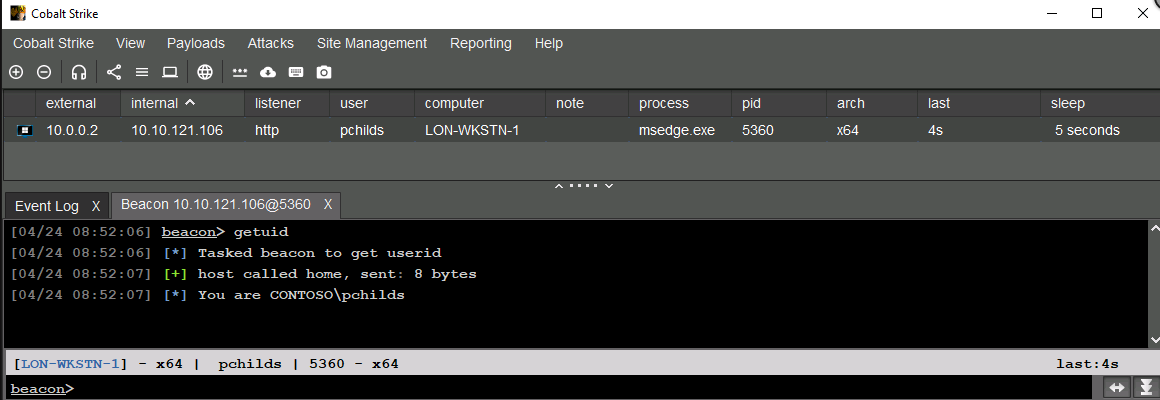 Cobalt Strike
Cobalt Strike View Payloads Attacks Site Management Reporting Help
external internal listener user computer note process pid arch last sleep
10.0.0.2 10.10.121.106 http pchilds LON-WKSTN-1 msedge.exe 5360 x64 4s 5 seconds
Event Log X Beacon 10.10.121.106@5360 X
[04/24 08:52:06] beacon> getuid
[04/24 08:52:06] [*] Tasked beacon to get userid
[04/24 08:52:07] [+] host called home, sent: 8 bytes
[04/24 08:52:07] [*] You are CONTOSO\pchilds
[LON-WKSTN-1] - x64 | pchilds | 5360 - x64 last:4s
beacon>